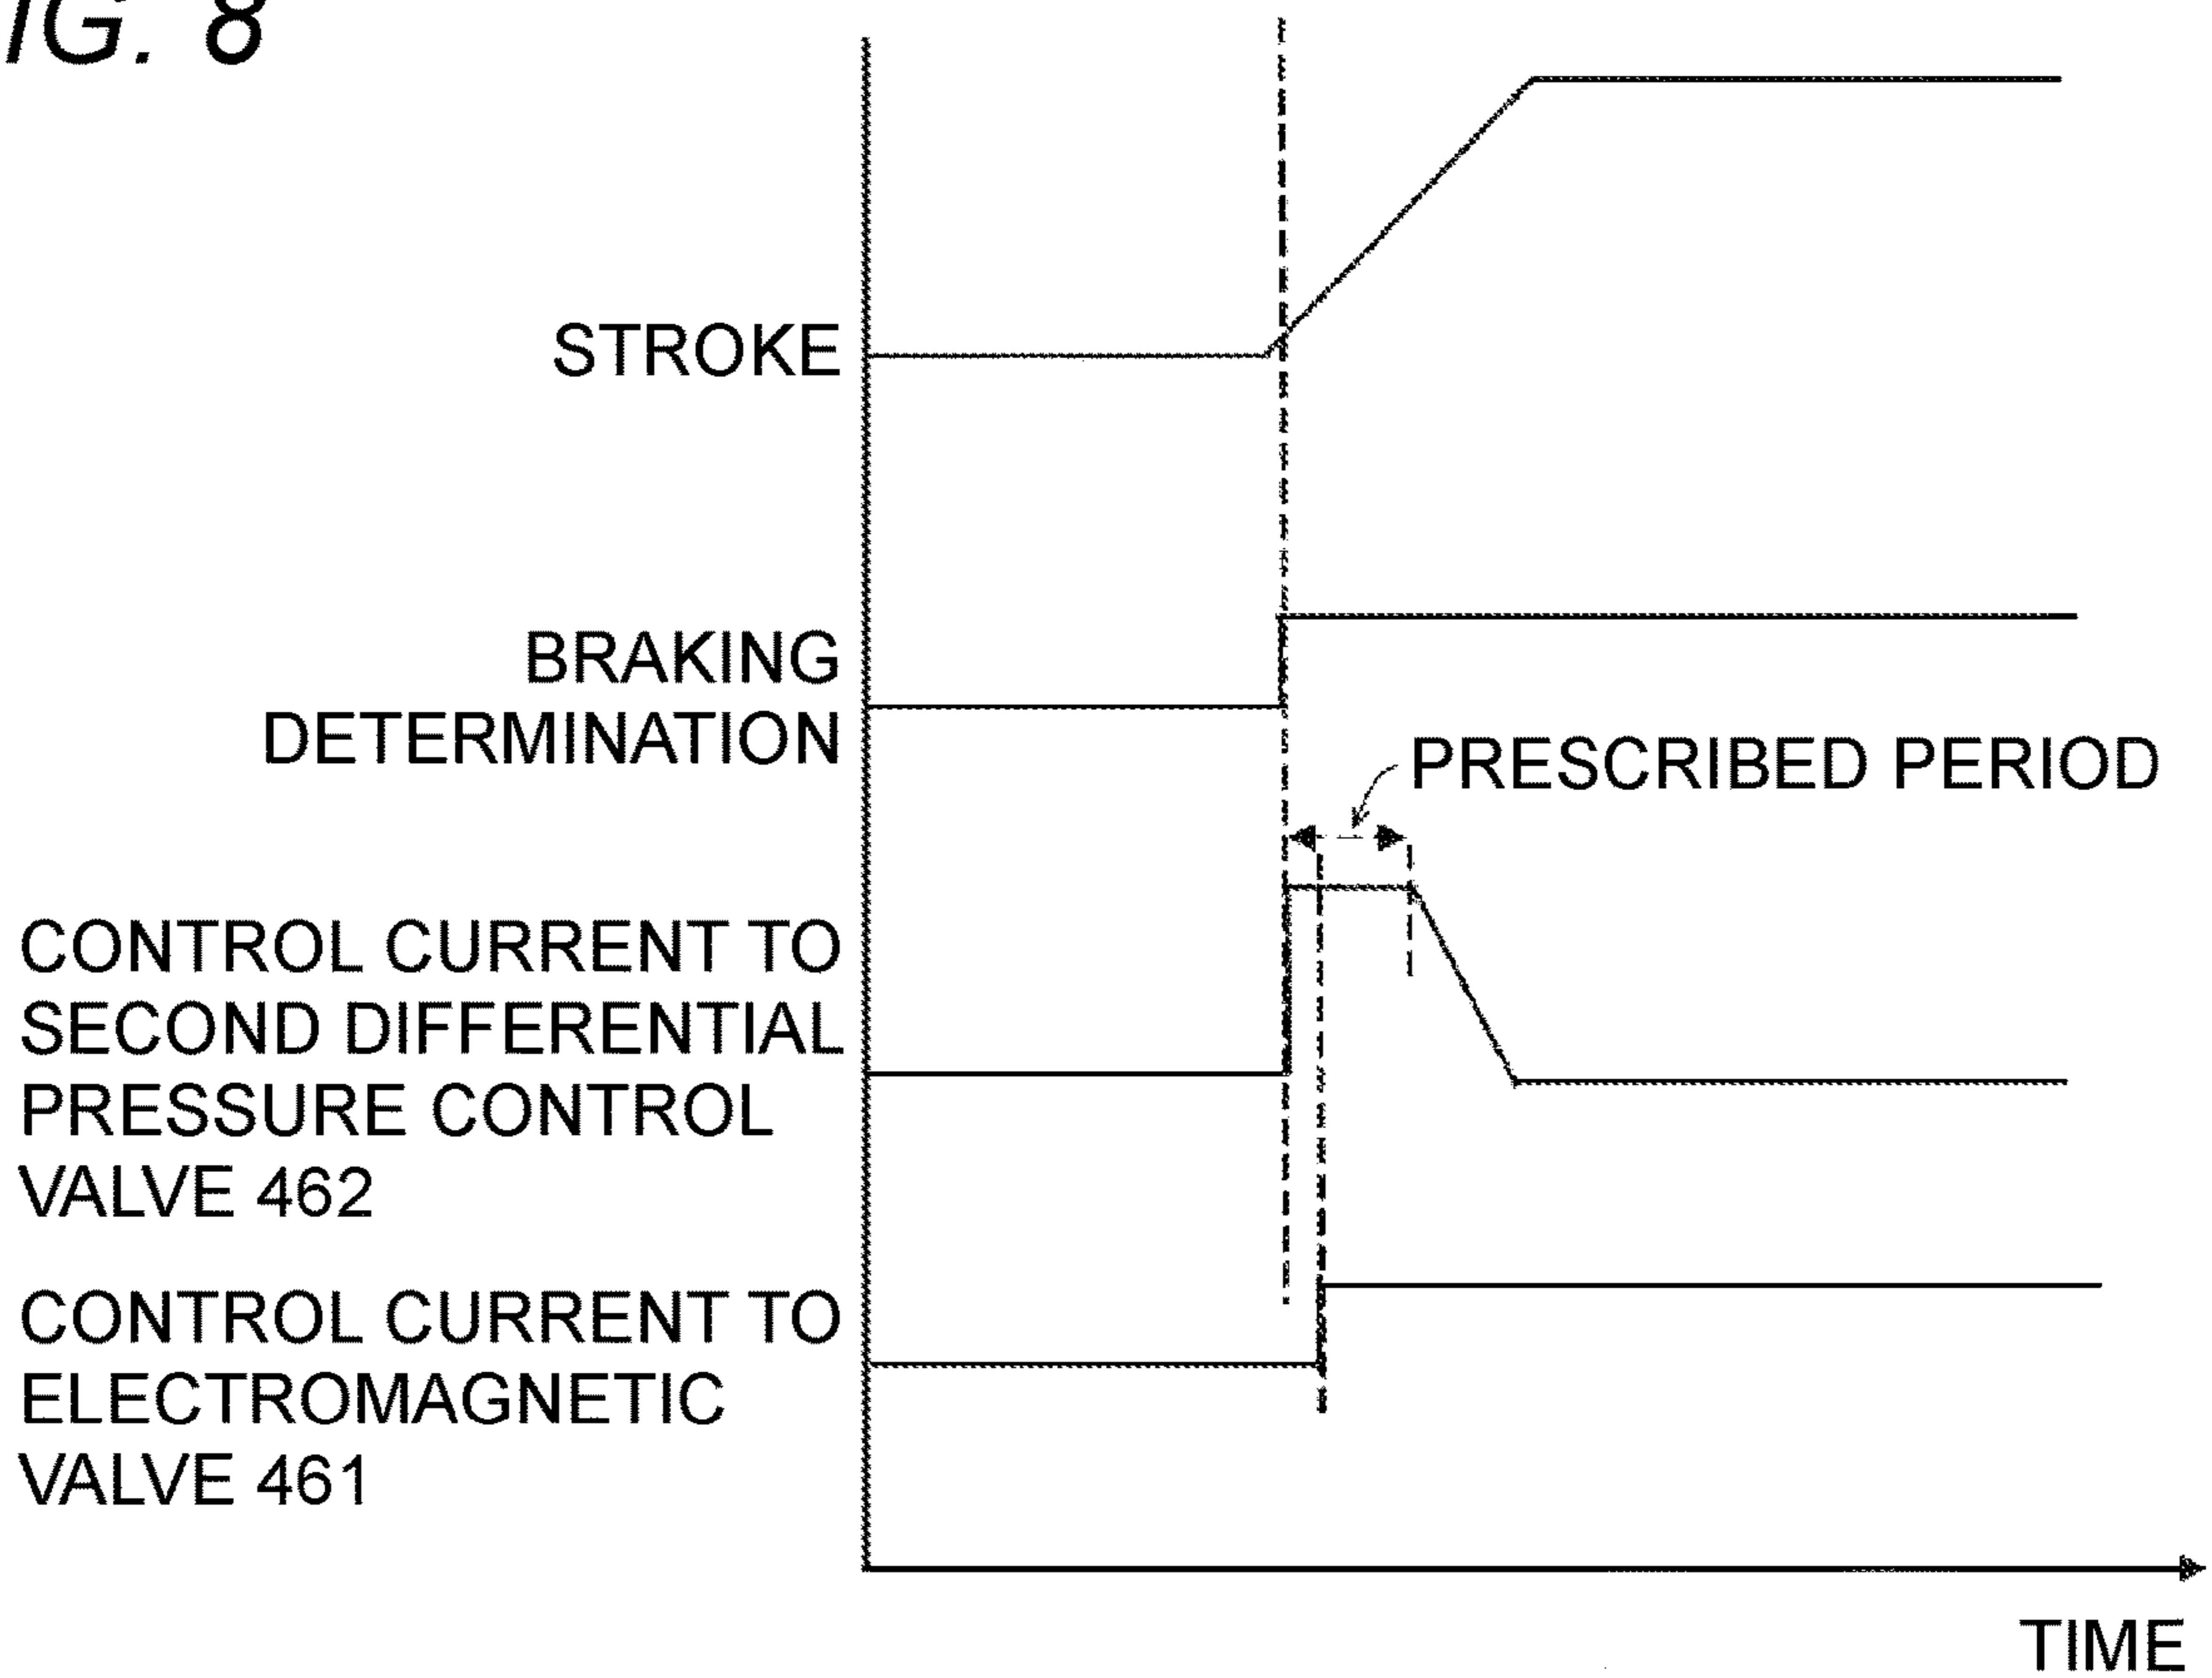 IG. 8
STROKE
BRAKING
DETERMINATION
PRESCRIBED PERIOD
CONTROL CURRENT TO
SECOND DIFFERENTIAL
PRESSURE CONTROL
VALVE 462
CONTROL CURRENT TO
ELECTROMAGNETIC
VALVE 461
TIME